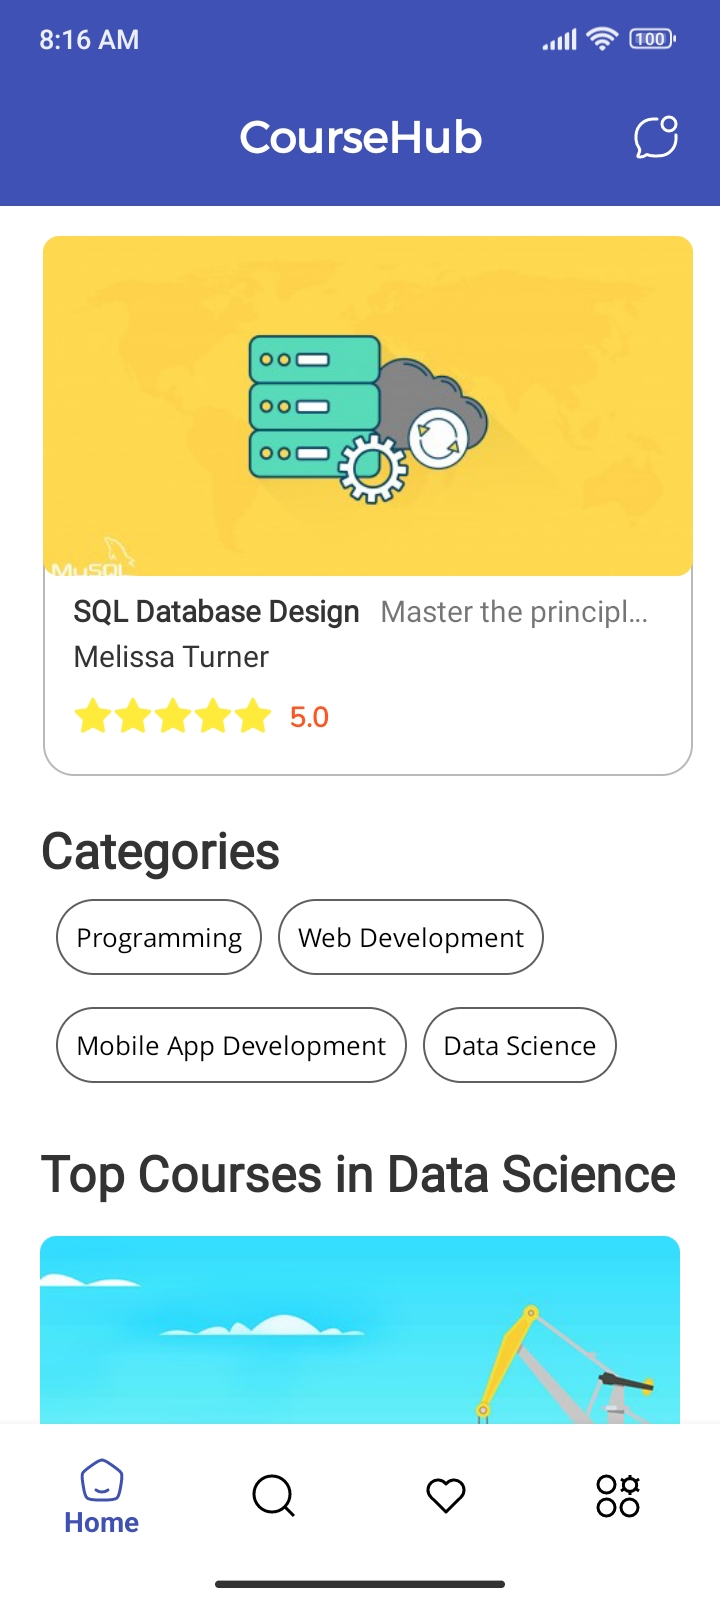 8:16 AM
100
CourseHub
MySQL
SQL Database Design Master the principl...
Melissa Turner
5.0
Categories
Programming Web Development
Mobile App Development Data Science
Top Courses in Data Science
Home